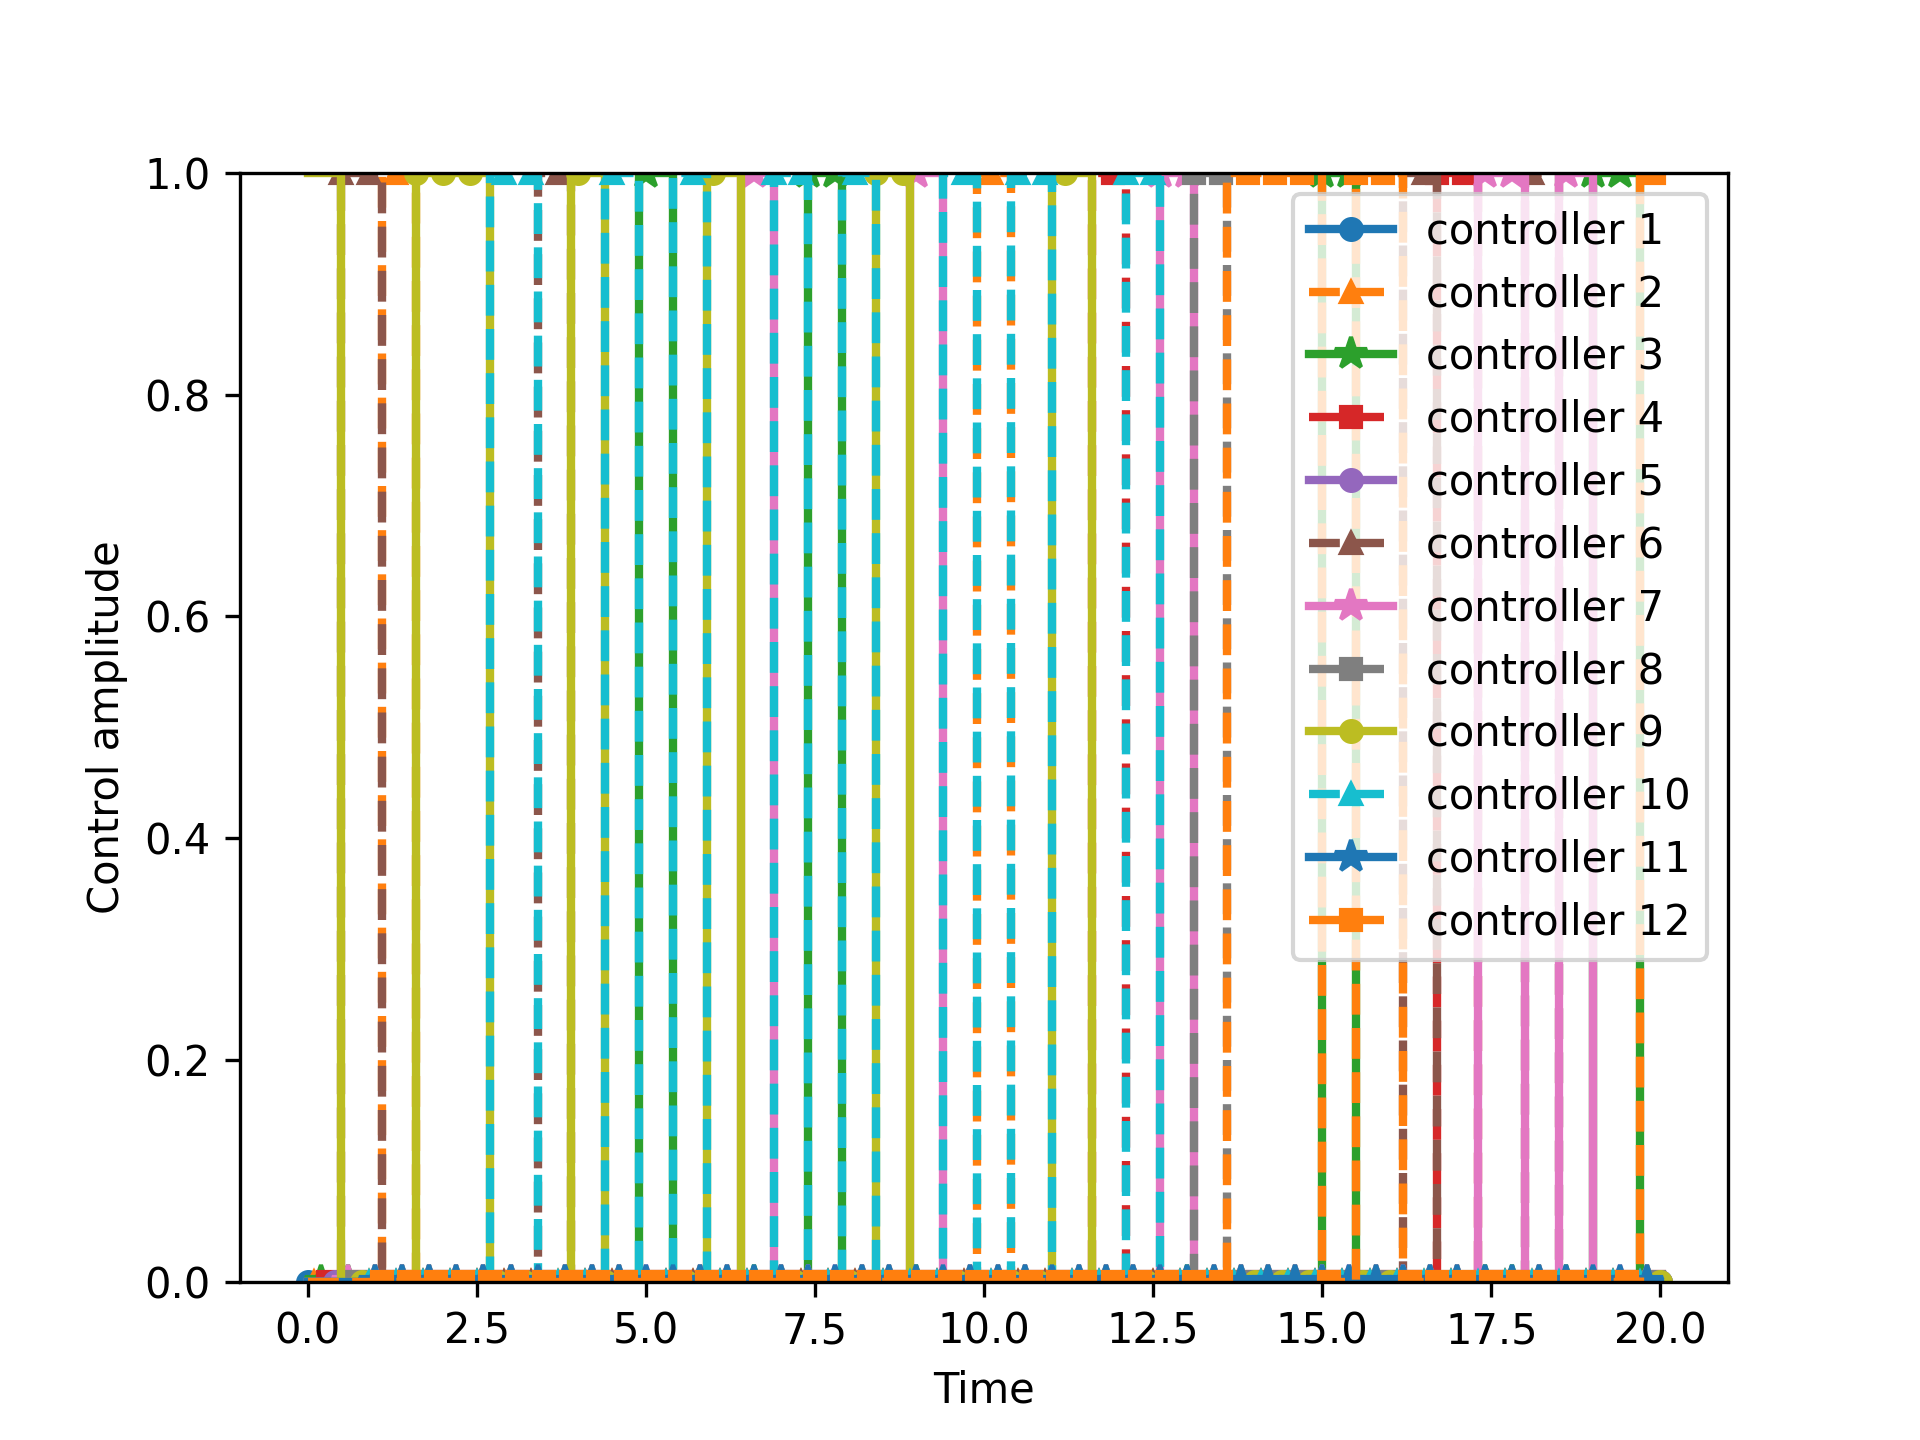 1.0
0.8
0.6
0.4
0.2
0.0
Control amplitude
controller 1
controller 2
controller 3
controller 4
controller 5
controller 6
controller 7
controller 8
controller 9
controller 10
controller 11
controller 12
0.0 2.5 5.0 7.5 10.0 12.5 15.0 17.5 20.0
Time